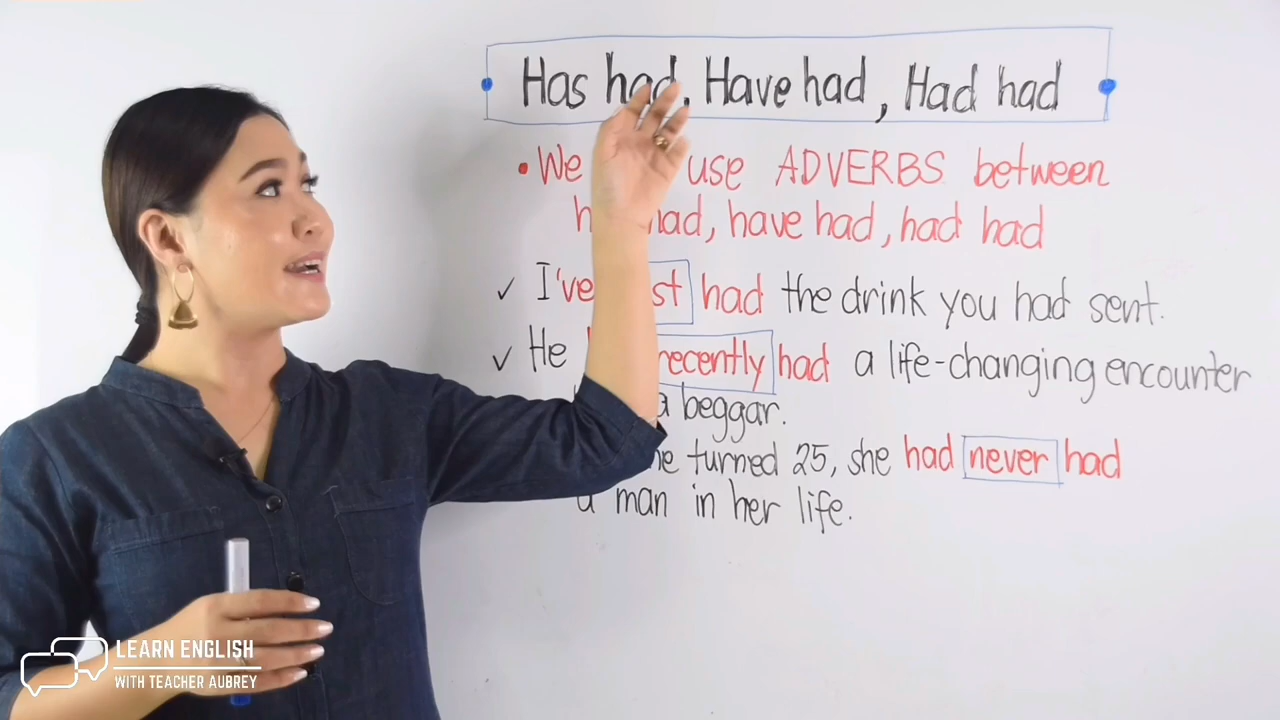 Has had, Have had, Had had
• We use ADVERBS between
had, have had, had had
✓ I've just had the drink you had sent.
✓ He recently had a life-changing encounter
a beggar.
turned 25, she had never had
a man in her life.
LEARN ENGLISH
WITH TEACHER AUBREY